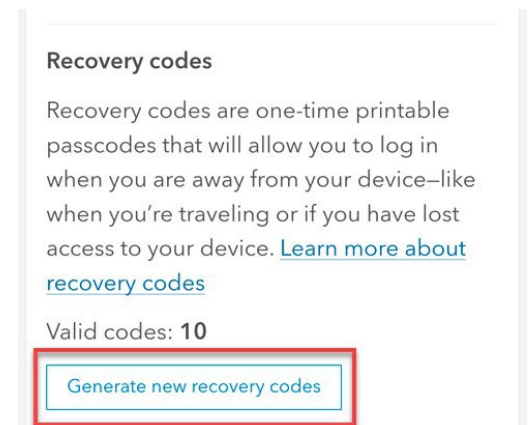 Recovery codes
Recovery codes are one-time printable
passcodes that will allow you to log in
when you are away from your device—like
when you’re traveling or if you have lost
access to your device. Learn more about
recovery codes
Valid codes: 10
Generate new recovery codes